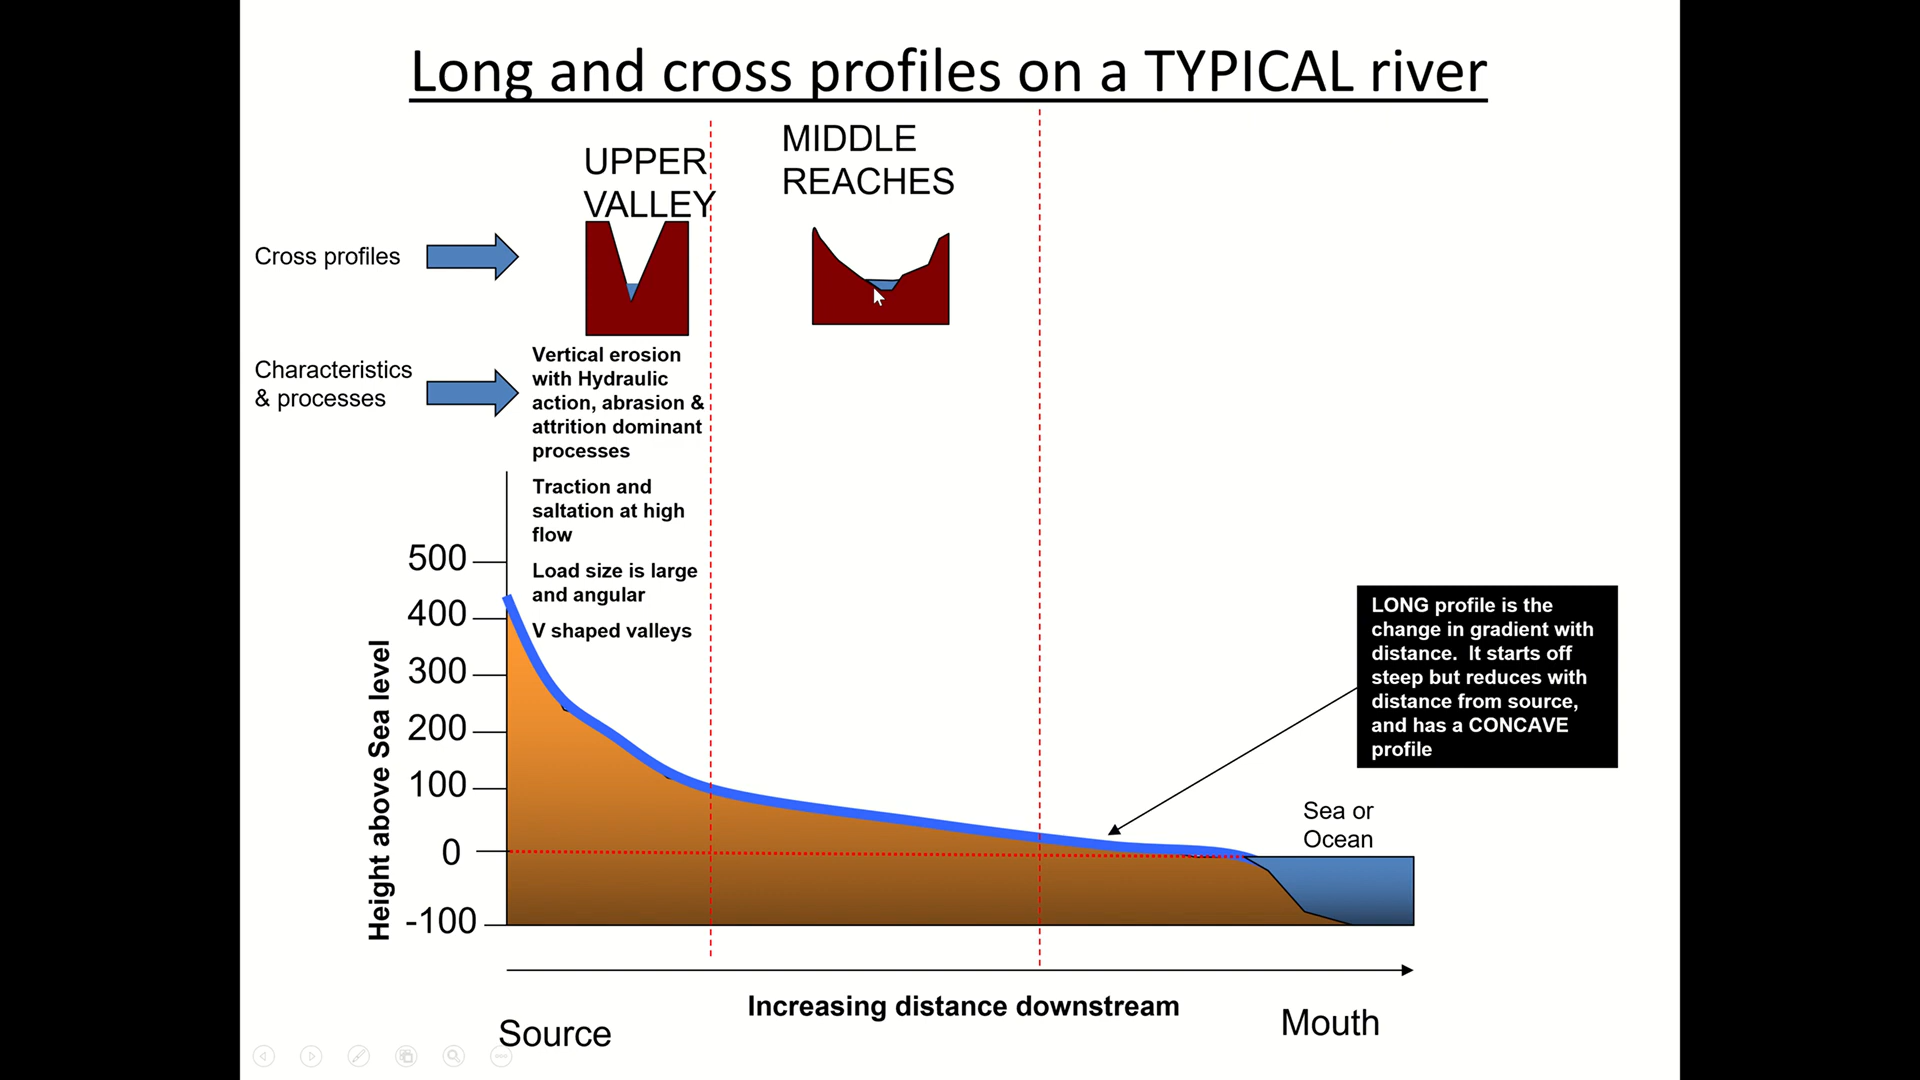 Long and cross profiles on a TYPICAL river
UPPER
VALLEY
MIDDLE
REACHES
Cross profiles
Characteristics
& processes
Vertical erosion
with Hydraulic
action, abrasion &
attrition dominant
processes
Traction and
saltation at high
flow
Load size is large
and angular
V shaped valleys
500
400
300
200
100
0
-100
Height above Sea level
LONG profile is the
change in gradient with
distance. It starts off
steep but reduces with
distance from source,
and has a CONCAVE
profile
Sea or
Ocean
Increasing distance downstream
Source
Mouth